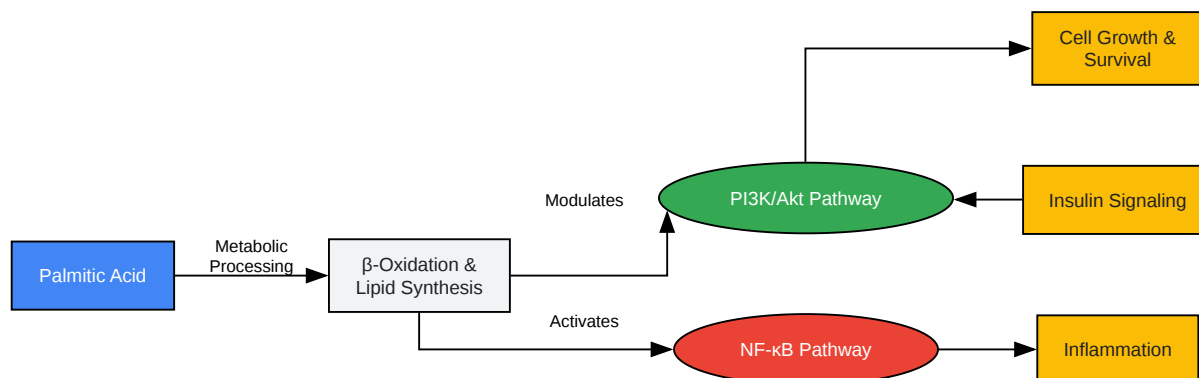 Cell Growth &
Survival
Modulates
PI3K/Akt Pathway
Insulin Signaling
Metabolic
Processing
Palmitic Acid
β-Oxidation &
Lipid Synthesis
Activates
NF-κB Pathway
Inflammation